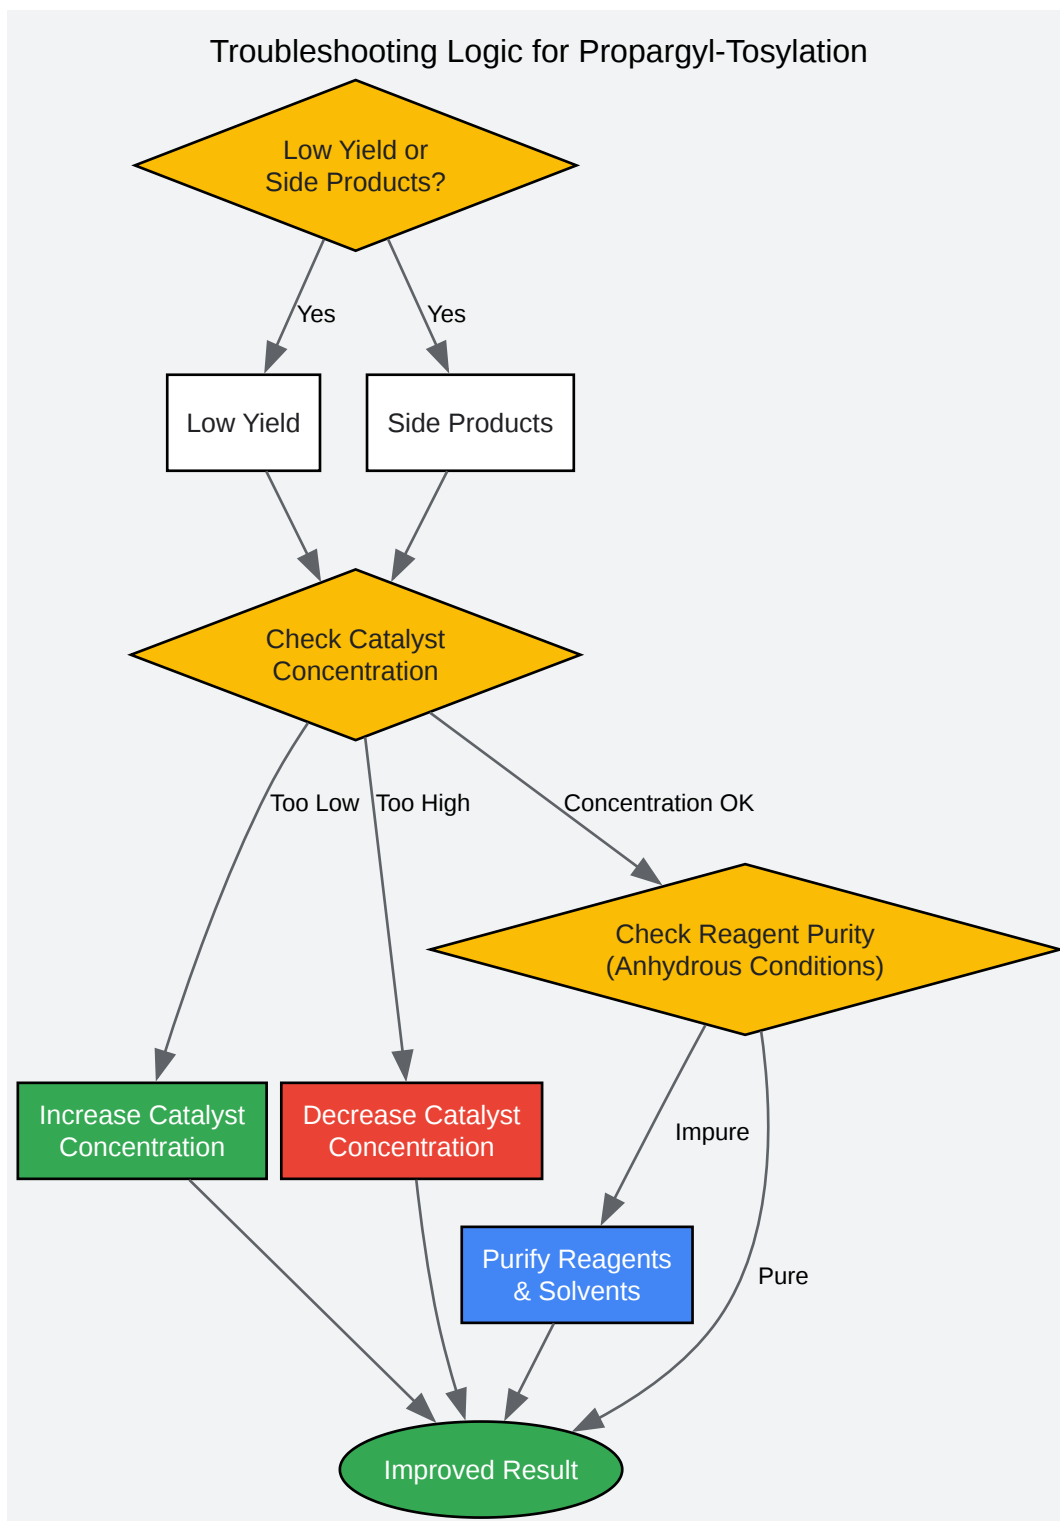 Troubleshooting Logic for Propargyl-Tosylation
Low Yield or
Side Products?
Yes
Yes
Low Yield
Side Products
Check Catalyst
Concentration
Too Low
Too High
Concentration OK
Check Reagent Purity
(Anhydrous Conditions)
Increase Catalyst
Concentration
Decrease Catalyst
Concentration
Impure
Purify Reagents
& Solvents
Pure
Improved Result